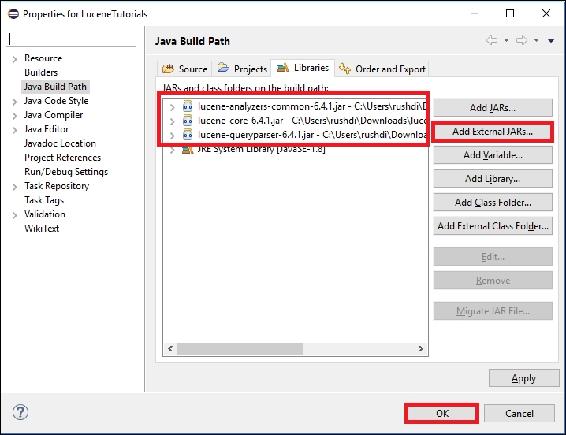 Properties for LuceneTutorials
Java Build Path
Resource
Builders
Java Build Path
Java Code Style
Java Compiler
Java Editor
Javadoc Location
Project References
Run/Debug Settings
Task Repository
Task Tags
Validation
WikiText
Source
Projects
Libraries
Order and Export
JARs and class folders on the build path:
lucene-analyzers-common-6.4.1.jar - C:\Users\rushdi\D
lucene-core-6.4.1.jar - C:\Users\rushdi\Downloads\luce
lucene-queryparser-6.4.1.jar - C:\Users\rushdi\Downloa
JRE System Library [JavaSE-1.8]
Add JARs...
Add External JARs...
Add Variable...
Add Library...
Add Class Folder...
Add External Class Folder...
Edit...
Remove
Migrate JAR File...
Apply
OK
Cancel